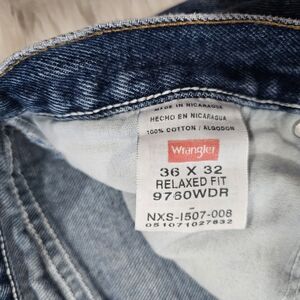 MADE IN NICARAGUA
HECHO EN NICARAGUA
100% COTTON / ALGODON
Wrangler
36 X 32
RELAXED FIT
9760WDR
-
NXS-1507-008
051071027832